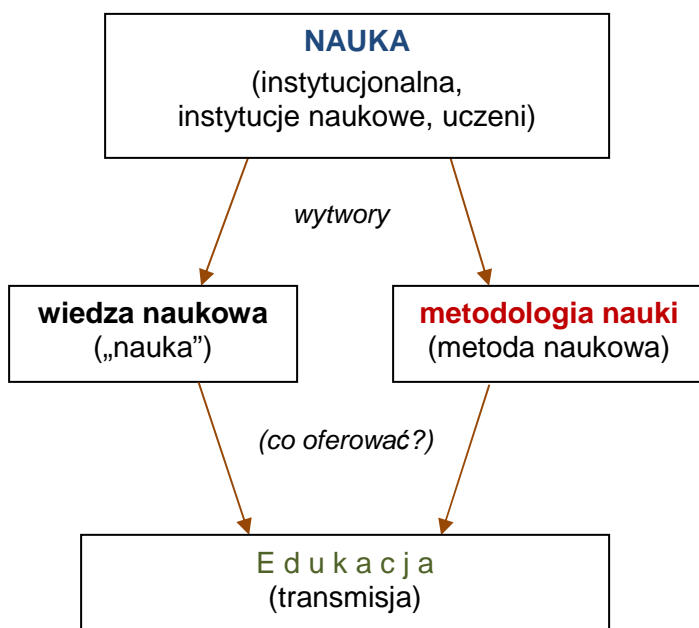 NAUKA
(instytucjonalna,
instytucje naukowe, uczeni)
wytwory
wiedza naukowa
(„nauka”)
metodologia nauki
(metoda naukowa)
(co oferować?)
E d u k a c j a
(transmisja)